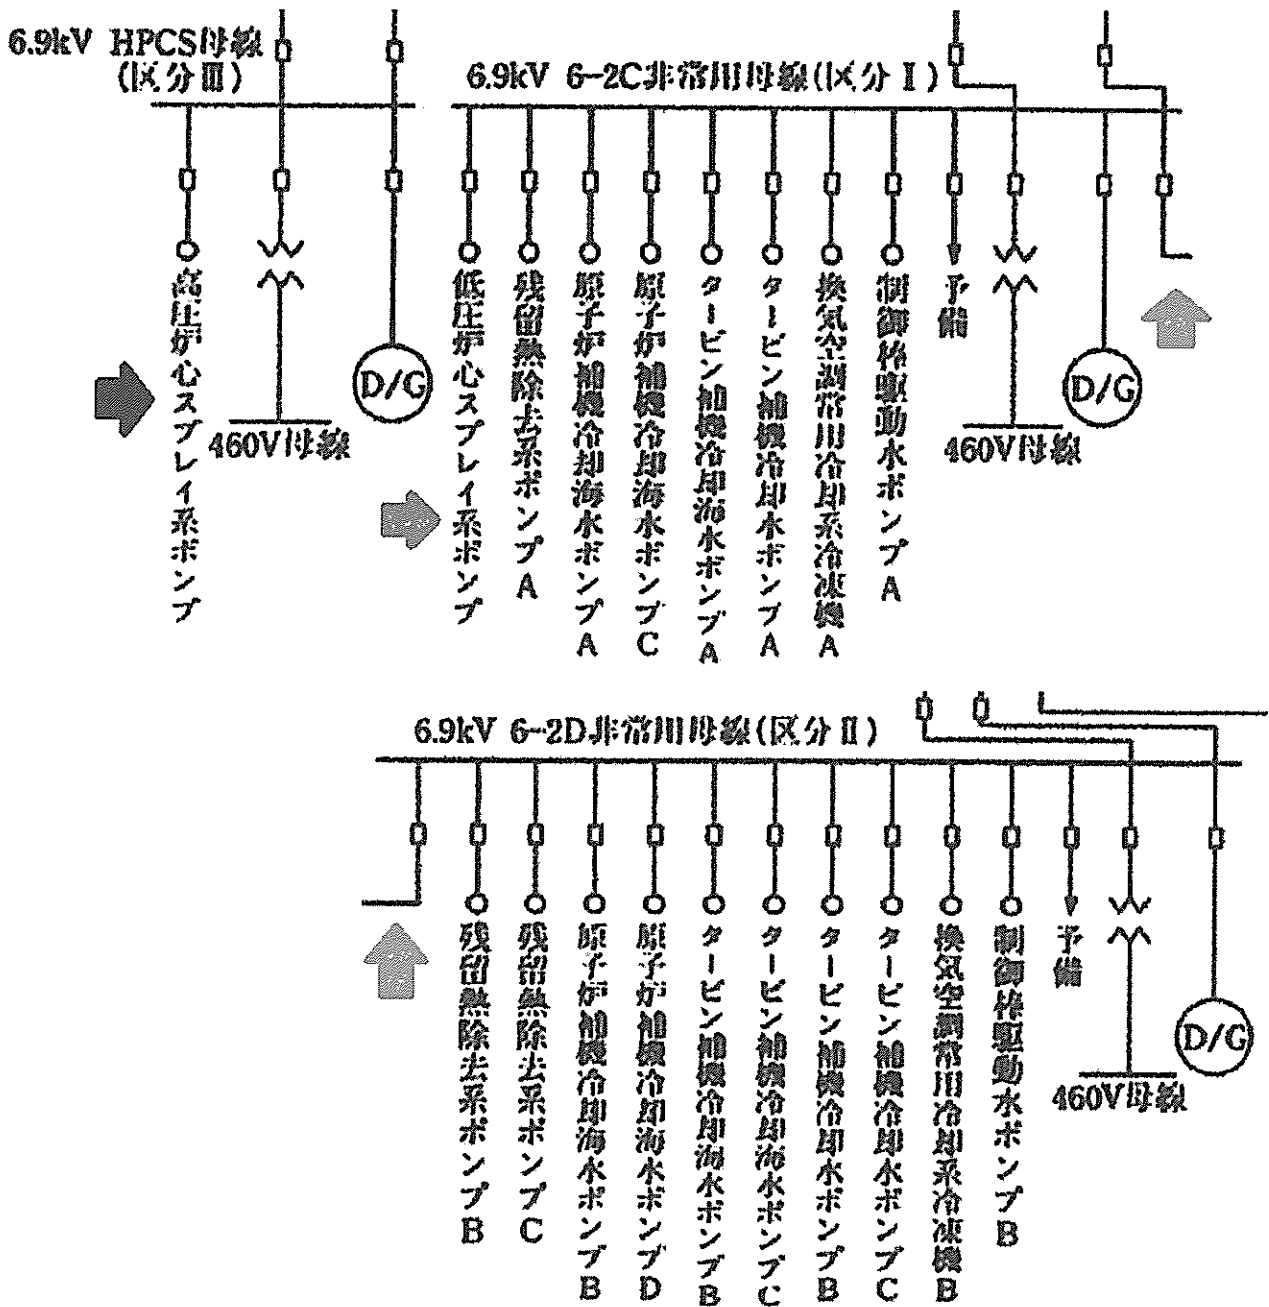 6.9kV HPCS母線
(区分Ⅲ)
6.9kV 6-2C非常用母線(区分Ⅰ)
高圧炉心スプレイ系ポンプ
460V母線
D/G
低圧炉心スプレイ系ポンプ
残留熱除去系ポンプA
原子炉補機冷却海水ポンプA
原子炉補機冷却海水ポンプC
タービン補機冷却海水ポンプA
タービン補機冷却水ポンプA
換気空調常用冷却系冷凍機A
制御棒駆動水ポンプA
予備
460V母線
D/G
6.9kV 6-2D非常用母線(区分Ⅱ)
残留熱除去系ポンプB
残留熱除去系ポンプC
原子炉補機冷却海水ポンプB
原子炉補機冷却海水ポンプD
タービン補機冷却海水ポンプB
タービン補機冷却海水ポンプC
タービン補機冷却水ポンプB
タービン補機冷却水ポンプC
換気空調常用冷却系冷凍機B
制御棒駆動水ポンプB
予備
460V母線
D/G